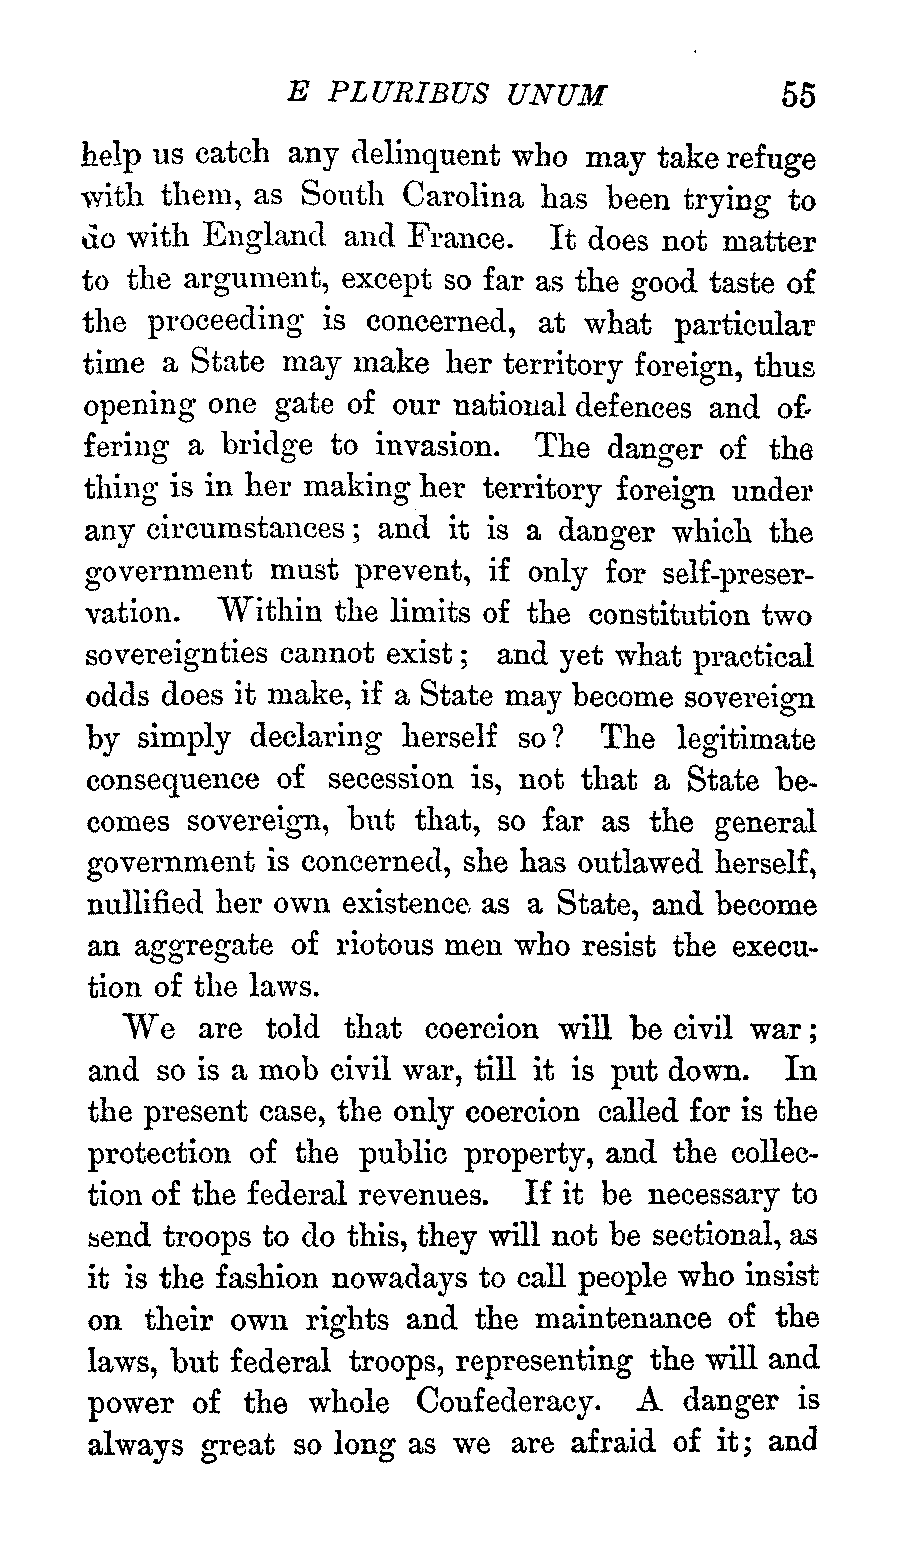 E PLURIBUS UNUM 55
help us catch any delinquent who may take refuge
with them, as South Carolina has been trying to
do with England and France. It does not matter
to the argument, except so far as the good taste of
the proceeding is concerned, at what particular
time a State may make her territory foreign, thus
opening one gate of our national defences and of-
fering a bridge to invasion. The danger of the
thing is in her making her territory foreign under
any circumstances; and it is a danger which the
government must prevent, if only for self-preser-
vation. Within the limits of the constitution two
sovereignties cannot exist; and yet what practical
odds does it make, if a State may become sovereign
by simply declaring herself so? The legitimate
consequence of secession is, not that a State be-
comes sovereign, but that, so far as the general
government is concerned, she has outlawed herself,
nullified her own existence as a State, and become
an aggregate of riotous men who resist the execu-
tion of the laws.
We are told that coercion will be civil war;
and so is a mob civil war, till it is put down. In
the present case, the only coercion called for is the
protection of the public property, and the collec-
tion of the federal revenues. If it be necessary to
send troops to do this, they will not be sectional, as
it is the fashion nowadays to call people who insist
on their own rights and the maintenance of the
laws, but federal troops, representing the will and
power of the whole Confederacy. A danger is
always great so long as we are afraid of it; and